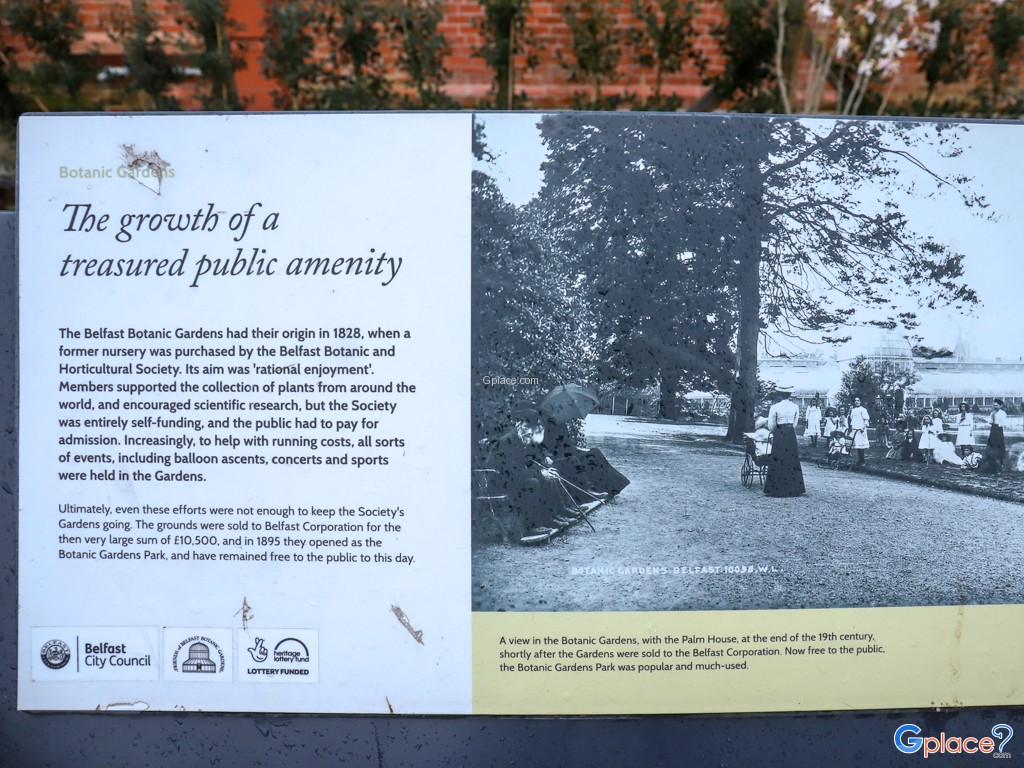 Botanic Gardens
The growth of a
treasured public amenity
The Belfast Botanic Gardens had their origin in 1828, when a
former nursery was purchased by the Belfast Botanic and
Horticultural Society. Its aim was 'rational enjoyment'.
Members supported the collection of plants from around the
world, and encouraged scientific research, but the Society
was entirely self-funding, and the public had to pay for
admission. Increasingly, to help with running costs, all sorts
of events, including balloon ascents, concerts and sports
were held in the Gardens.
Ultimately, even these efforts were not enough to keep the Society's
Gardens going. The grounds were sold to Belfast Corporation for the
then very large sum of £10,500, and in 1895 they opened as the
Botanic Gardens Park, and have remained free to the public to this day.
Belfast
City Council
FRIENDS OF BELFAST BOTANIC GARDENS
heritage
lottery fund
LOTTERY FUNDED
Gplace.com
BOTANIC GARDENS. BELFAST. 10098. W.L.
A view in the Botanic Gardens, with the Palm House, at the end of the 19th century,
shortly after the Gardens were sold to the Belfast Corporation. Now free to the public,
the Botanic Gardens Park was popular and much-used.
Gplace?
.com